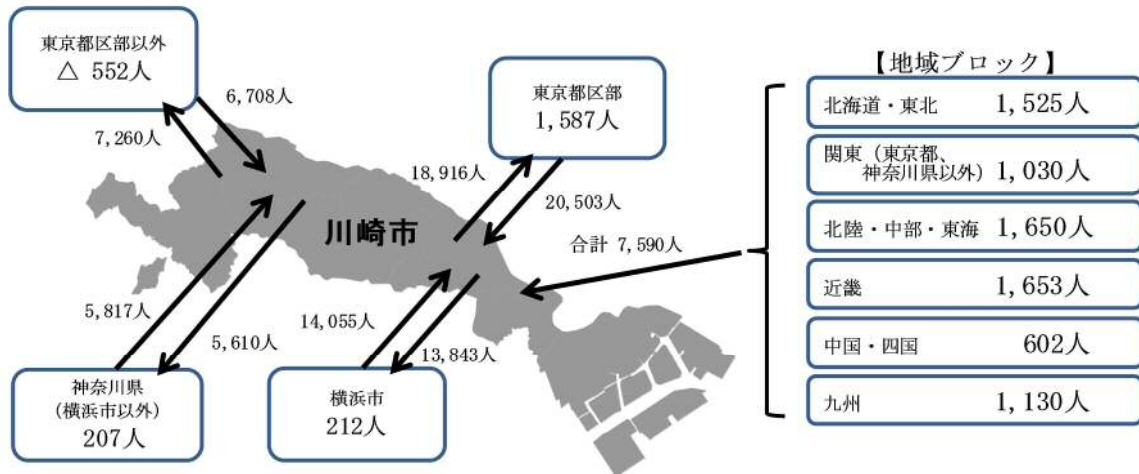 東京都区部以外
△ 552人
6,708人
7,260人
東京都区部
1,587人
18,916人
20,503人
川崎市
合計 7,590人
5,817人
5,610人
14,055人
13,843人
神奈川県
(横浜市以外)
207人
横浜市
212人
【地域ブロック】
北海道・東北 1,525人
関東（東京都、
神奈川県以外） 1,030人
北陸・中部・東海 1,650人
近畿 1,653人
中国・四国 602人
九州 1,130人